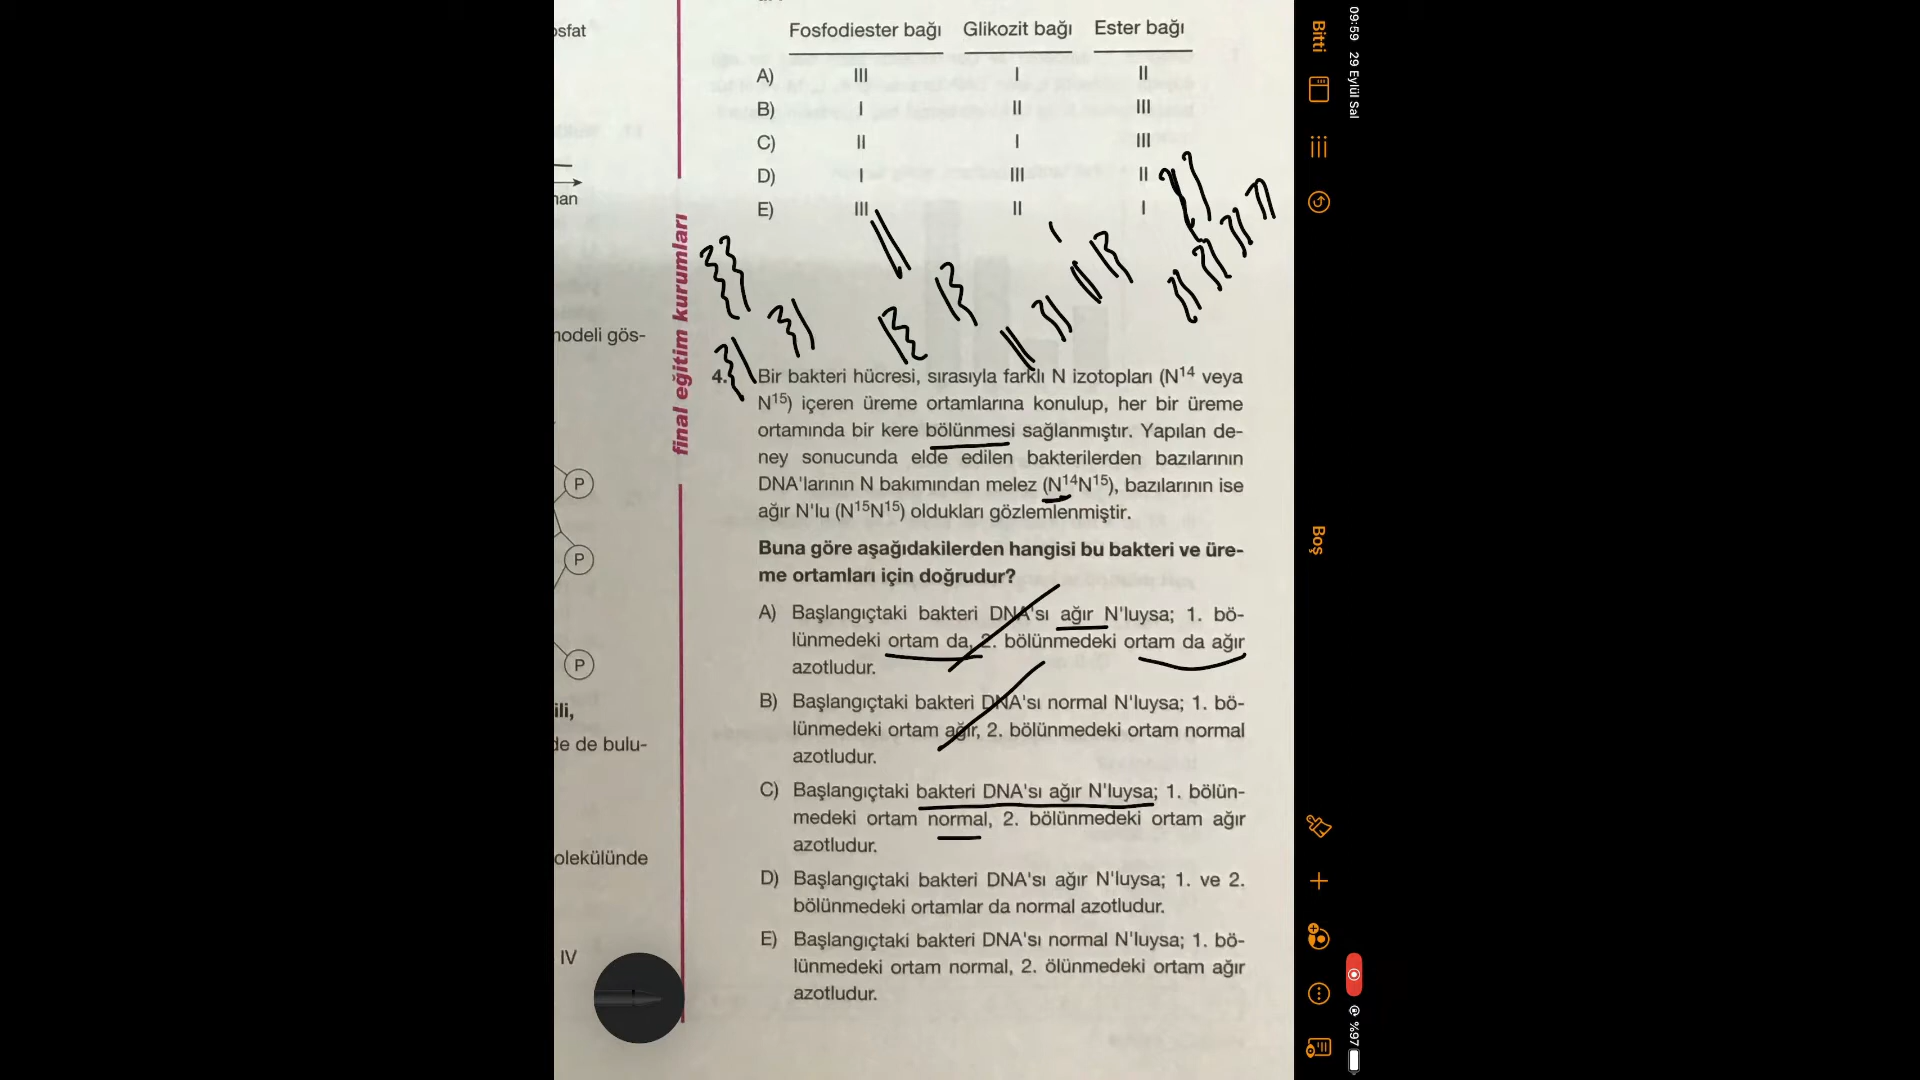 osfat
nan
nodeli gös-
P
P
P
ili,
de de bulu-
olekülünde
IV
final eğitim kurumları
Fosfodiester bağı Glikozit bağı Ester bağı
A) III I II
B) I II III
C) II I III
D) I III II
E) III II I
4. Bir bakteri hücresi, sırasıyla farklı N izotopları (N14 veya
N15) içeren üreme ortamlarına konulup, her bir üreme
ortamında bir kere bölünmesi sağlanmıştır. Yapılan de-
ney sonucunda elde edilen bakterilerden bazılarının
DNA'larının N bakımından melez (N14N15), bazılarının ise
ağır N'lu (N15N15) oldukları gözlemlenmiştir.
Buna göre aşağıdakilerden hangisi bu bakteri ve üre-
me ortamları için doğrudur?
A) Başlangıçtaki bakteri DNA'sı ağır N'luysa; 1. bö-
lünmedeki ortam da, 2. bölünmedeki ortam da ağır
azotludur.
B) Başlangıçtaki bakteri DNA'sı normal N'luysa; 1. bö-
lünmedeki ortam ağır, 2. bölünmedeki ortam normal
azotludur.
C) Başlangıçtaki bakteri DNA'sı ağır N'luysa; 1. bölün-
medeki ortam normal, 2. bölünmedeki ortam ağır
azotludur.
D) Başlangıçtaki bakteri DNA'sı ağır N'luysa; 1. ve 2.
bölünmedeki ortamlar da normal azotludur.
E) Başlangıçtaki bakteri DNA'sı normal N'luysa; 1. bö-
lünmedeki ortam normal, 2. ölünmedeki ortam ağır
azotludur.
Bitti
Boş
09:59 29 Eylül Sal
%97